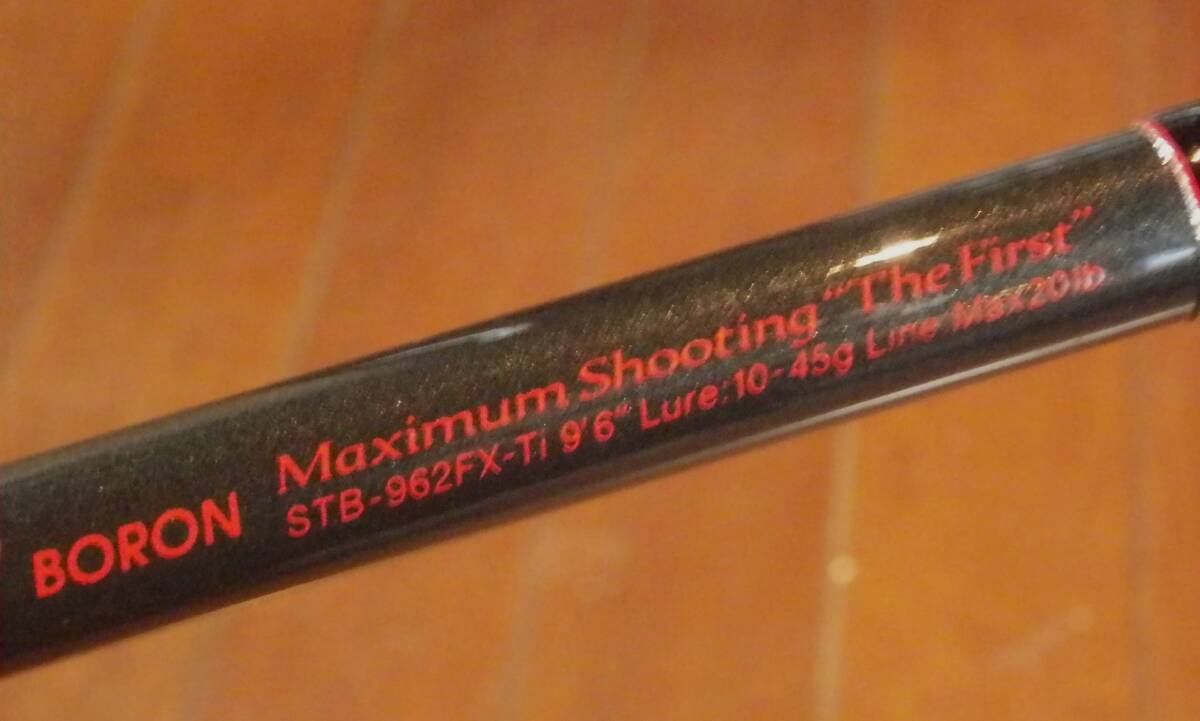 BORON
Maximum Shooting "The First"
STB-962FX-Ti 9'6" Lure:10-45g Line Max20lb